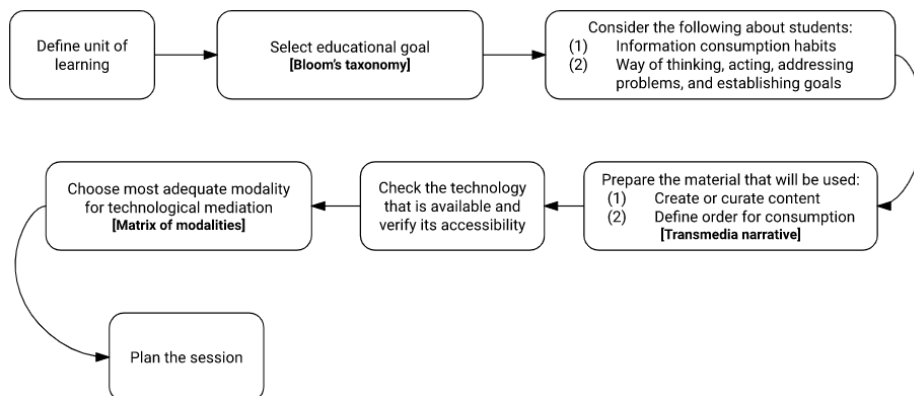 Define unit of
learning
Select educational goal
[Bloom's taxonomy]
Consider the following about students:
(1) Information consumption habits
(2) Way of thinking, acting, addressing
problems, and establishing goals
Prepare the material that will be used:
(1) Create or curate content
(2) Define order for consumption
[Transmedia narrative]
Check the technology
that is available and
verify its accessibility
Choose most adequate modality
for technological mediation
[Matrix of modalities]
Plan the session